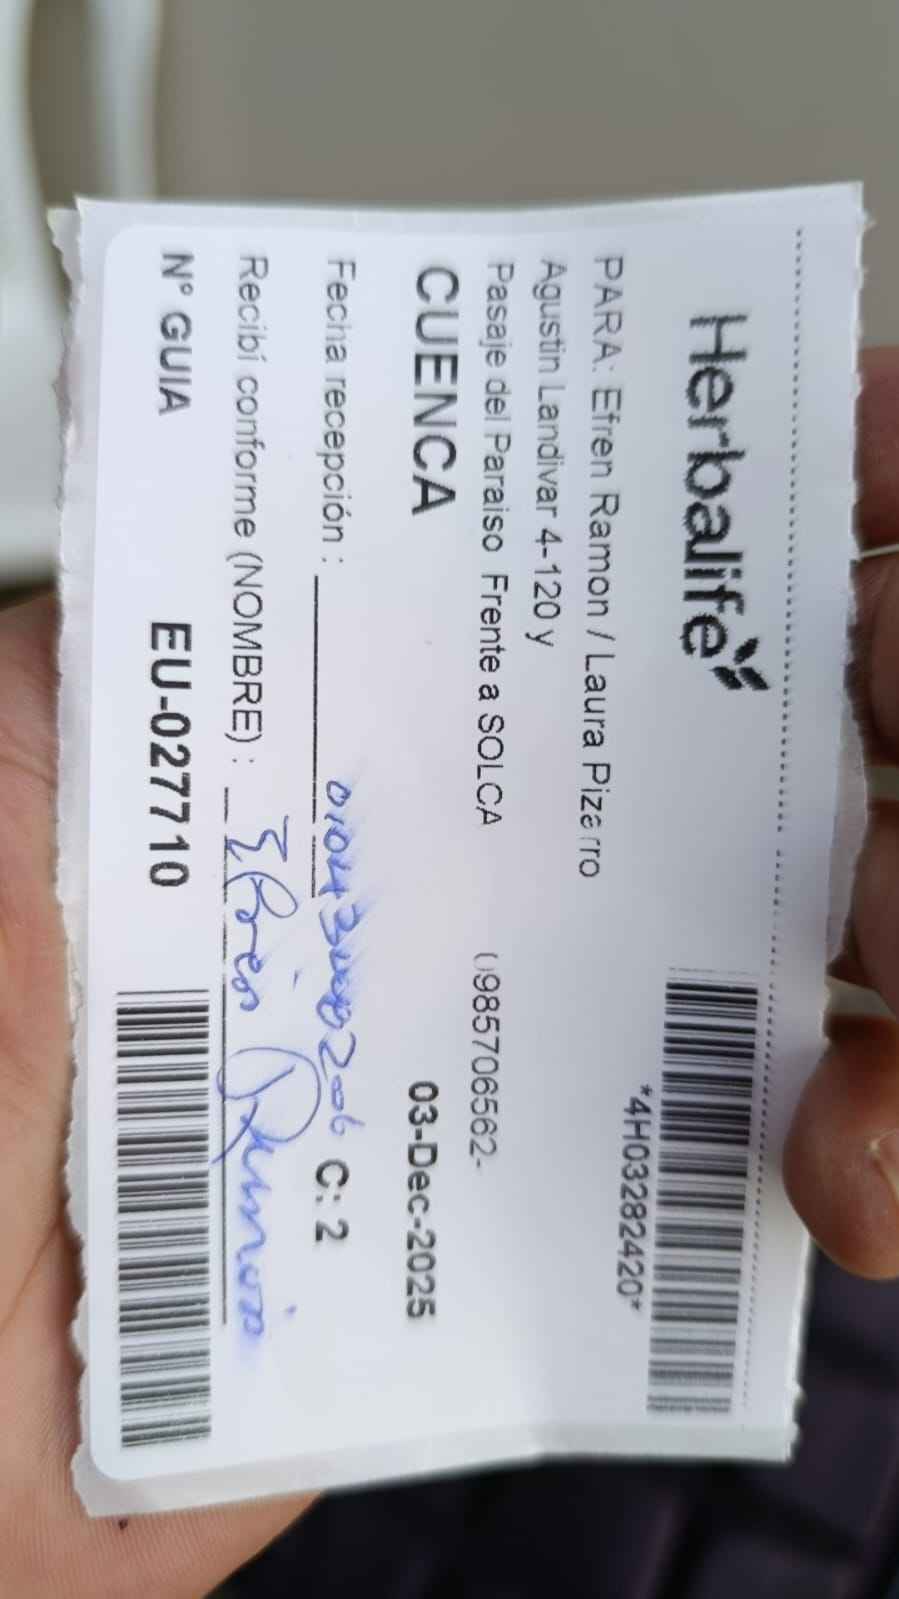 Herbalife
*4H03282420*
PARA: Efren Ramon / Laura Pizarro
Agustin Landivar 4-120 y
Pasaje del Paraiso Frente a SOLCA 0985706562-
CUENCA 03-Dec-2025
Fecha recepción : C: 2
Recibí conforme (NOMBRE) : Efrén
Nº GUIA EU-027710